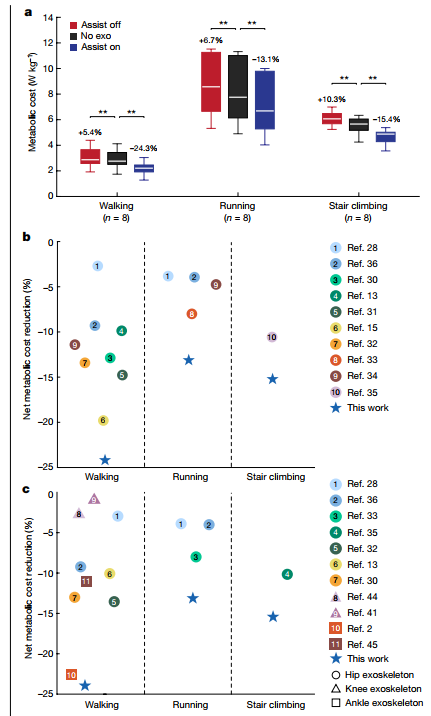 a
Metabolic cost (W kg⁻¹)
14
12
10
8
6
4
2
0
Assist off
No exo
Assist on
+5.4%
**
**
−24.3%
+6.7%
**
**
−13.1%
+10.3%
**
**
−15.4%
Walking
(n = 8)
Running
(n = 8)
Stair climbing
(n = 8)
b
Net metabolic cost reduction (%)
0
−5
−10
−15
−20
−25
1
2
4
9
3
7
5
6
1
2
9
8
10
Walking
Running
Stair climbing
1 Ref. 28
2 Ref. 36
3 Ref. 30
4 Ref. 13
5 Ref. 31
6 Ref. 15
7 Ref. 32
8 Ref. 33
9 Ref. 34
10 Ref. 35
This work
c
Net metabolic cost reduction (%)
0
−5
−10
−15
−20
−25
9
8
1
2
6
11
7
5
10
1
2
3
4
Walking
Running
Stair climbing
1 Ref. 28
2 Ref. 36
3 Ref. 33
4 Ref. 35
5 Ref. 32
6 Ref. 13
7 Ref. 30
8 Ref. 44
9 Ref. 41
10 Ref. 2
11 Ref. 45
This work
Hip exoskeleton
Knee exoskeleton
Ankle exoskeleton